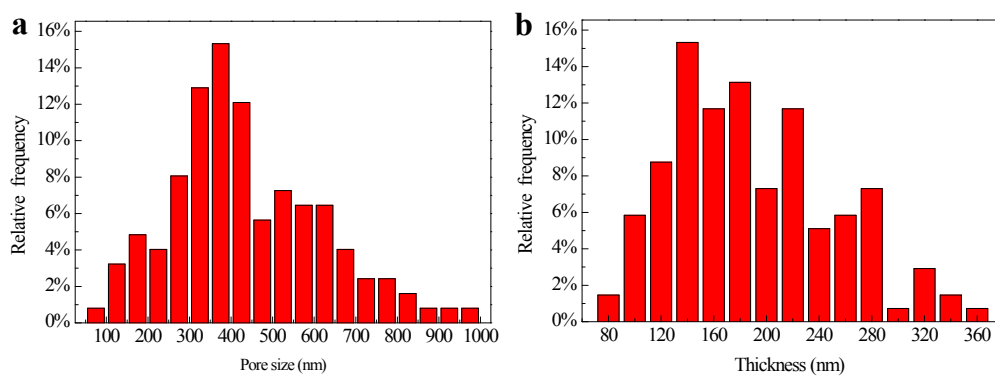 a
Relative frequency
16%
14%
12%
10%
8%
6%
4%
2%
0%
100 200 300 400 500 600 700 800 900 1000
Pore size (nm)
b
Relative frequency
16%
14%
12%
10%
8%
6%
4%
2%
0%
80 120 160 200 240 280 320 360
Thickness (nm)